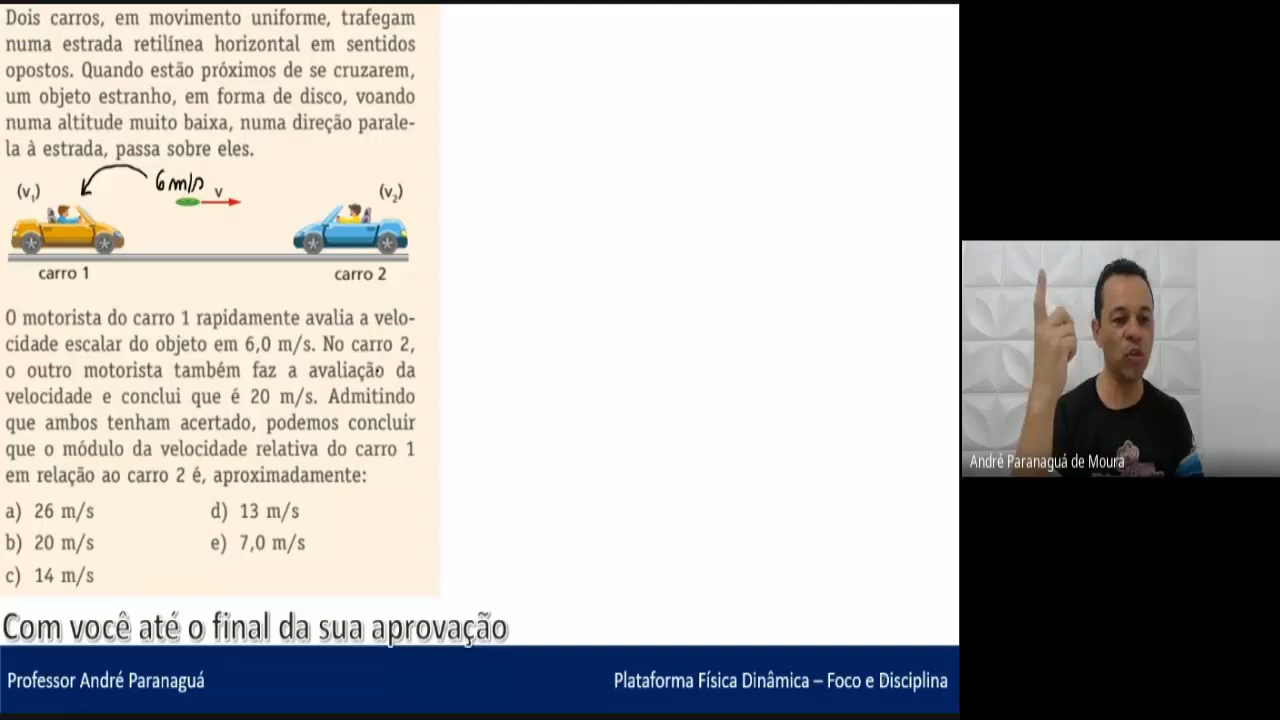 Dois carros, em movimento uniforme, trafegam
numa estrada retilínea horizontal em sentidos
opostos. Quando estão próximos de se cruzarem,
um objeto estranho, em forma de disco, voando
numa altitude muito baixa, numa direção parale-
la à estrada, passa sobre eles.
(v₁) 6 m/s v (v₂)
carro 1 carro 2
O motorista do carro 1 rapidamente avalia a velo-
cidade escalar do objeto em 6,0 m/s. No carro 2,
o outro motorista também faz a avaliação da
velocidade e conclui que é 20 m/s. Admitindo
que ambos tenham acertado, podemos concluir
que o módulo da velocidade relativa do carro 1
em relação ao carro 2 é, aproximadamente:
a) 26 m/s d) 13 m/s
b) 20 m/s e) 7,0 m/s
c) 14 m/s
Com você até o final da sua aprovação
Professor André Paranaguá Plataforma Física Dinâmica – Foco e Disciplina
André Paranaguá de Moura